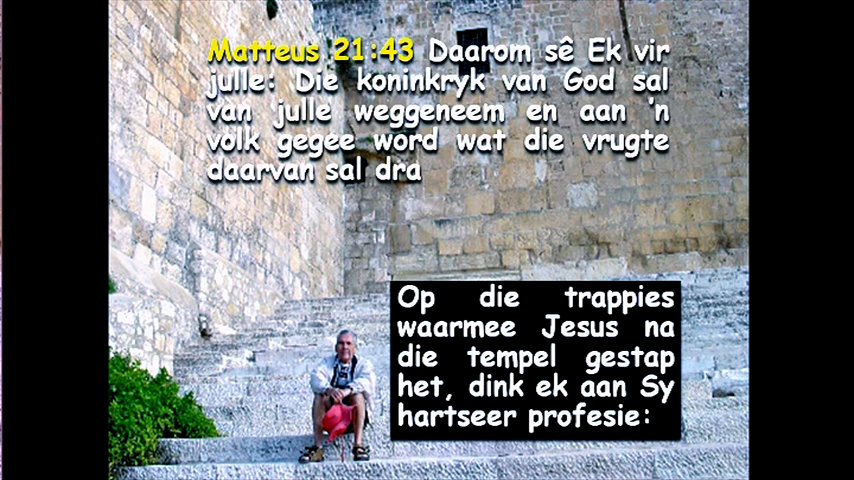 Matteus 21:43 Daarom sê Ek vir
julle: Die koninkryk van God sal
van julle weggeneem en aan 'n
volk gegee word wat die vrugte
daarvan sal dra
Op die trappies
waarmee Jesus na
die tempel gestap
het, dink ek aan Sy
hartseer profesie: